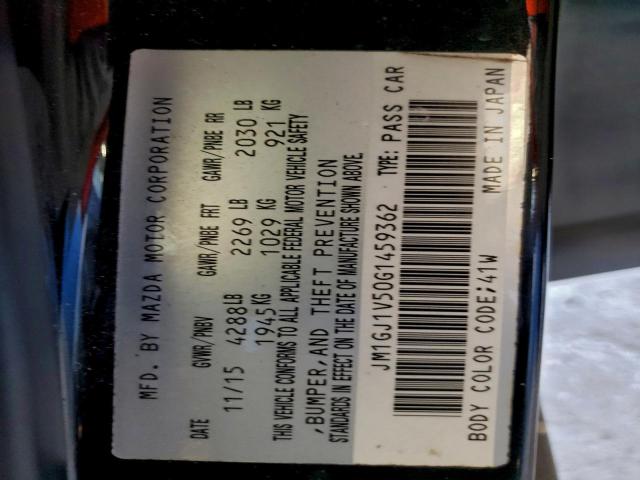 MFD. BY MAZDA MOTOR CORPORATION
DATE GVWR/PNBV GAWR/PNBE FRT GAWR/PNBE RR
11/15 4288LB 2269 LB 2030 LB
1945KG 1029 KG 921 KG
THIS VEHICLE CONFORMS TO ALL APPLICABLE FEDERAL MOTOR VEHICLE SAFETY
,BUMPER,AND THEFT PREVENTION
STANDARDS IN EFFECT ON THE DATE OF MANUFACTURE SHOWN ABOVE.
JM1GJ1V50G1459362 TYPE: PASS CAR
BODY COLOR CODE;41W MADE IN JAPAN